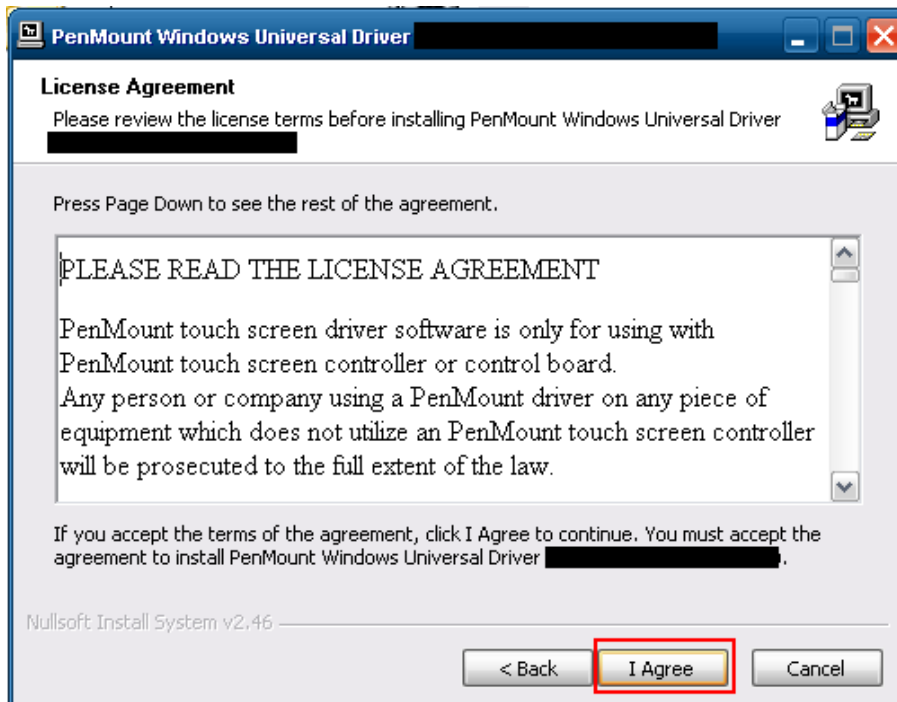 PenMount Windows Universal Driver
License Agreement
Please review the license terms before installing PenMount Windows Universal Driver
Press Page Down to see the rest of the agreement.
PLEASE READ THE LICENSE AGREEMENT
PenMount touch screen driver software is only for using with
PenMount touch screen controller or control board.
Any person or company using a PenMount driver on any piece of
equipment which does not utilize an PenMount touch screen controller
will be prosecuted to the full extent of the law.
If you accept the terms of the agreement, click I Agree to continue. You must accept the
agreement to install PenMount Windows Universal Driver .
Nullsoft Install System v2.46
< Back I Agree Cancel